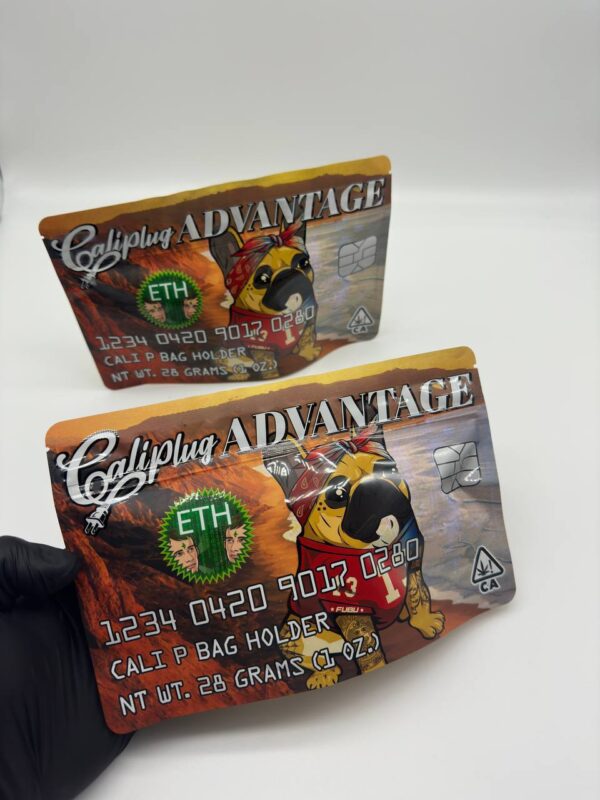 CaliPlug ADVANTAGE
ETH
1234 0420 9017 0280
CALI P BAG HOLDER
NT WT. 28 GRAMS (1 OZ.)
CA
CaliPlug ADVANTAGE
ETH
1234 0420 9017 0280
13
FUBU
CALI P BAG HOLDER
NT WT. 28 GRAMS (1 OZ.)
CA